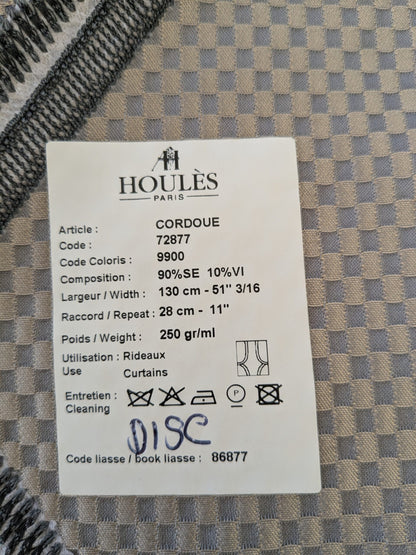 HOULÈS
PARIS
Article : CORDOUE
Code : 72877
Code Coloris : 9900
Composition : 90%SE 10%VI
Largeur / Width : 130 cm - 51" 3/16
Raccord / Repeat : 28 cm - 11"
Poids / Weight : 250 gr/ml
Utilisation : Rideaux
Use Curtains
Entretien :
Cleaning
P
DISC
Code liasse / book liasse : 86877